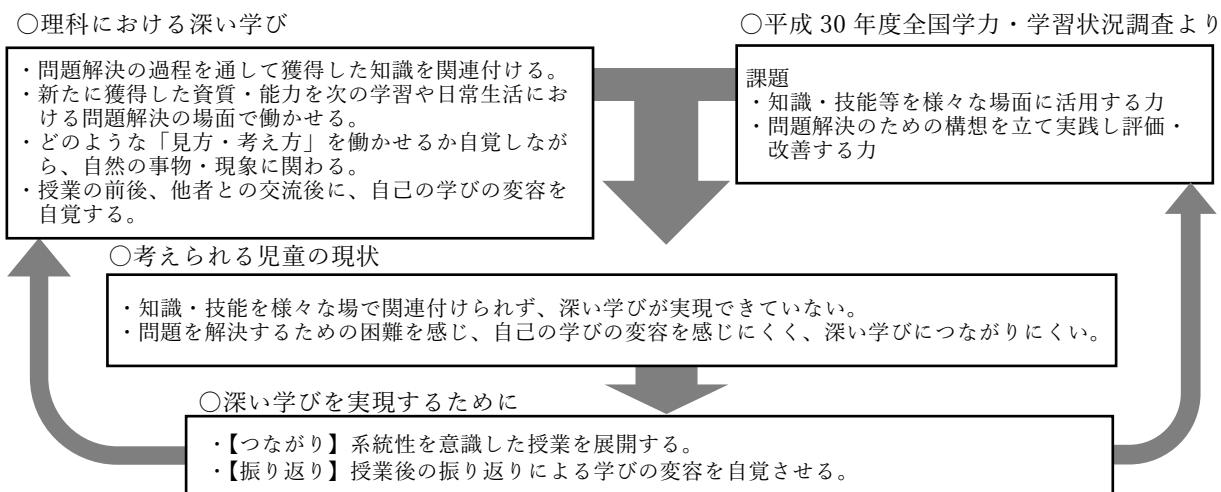 ○理科における深い学び
・問題解決の過程を通して獲得した知識を関連付ける。
・新たに獲得した資質・能力を次の学習や日常生活にお
ける問題解決の場面で働かせる。
・どのような「見方・考え方」を働かせるか自覚しなが
ら、自然の事物・現象に関わる。
・授業の前後、他者との交流後に、自己の学びの変容を
自覚する。
○平成 30 年度全国学力・学習状況調査より
課題
・知識・技能等を様々な場面に活用する力
・問題解決のための構想を立て実践し評価・
改善する力
○考えられる児童の現状
・知識・技能を様々な場で関連付けられず、深い学びが実現できていない。
・問題を解決するための困難を感じ、自己の学びの変容を感じにくく、深い学びにつながりにくい。
○深い学びを実現するために
・【つながり】系統性を意識した授業を展開する。
・【振り返り】授業後の振り返りによる学びの変容を自覚させる。